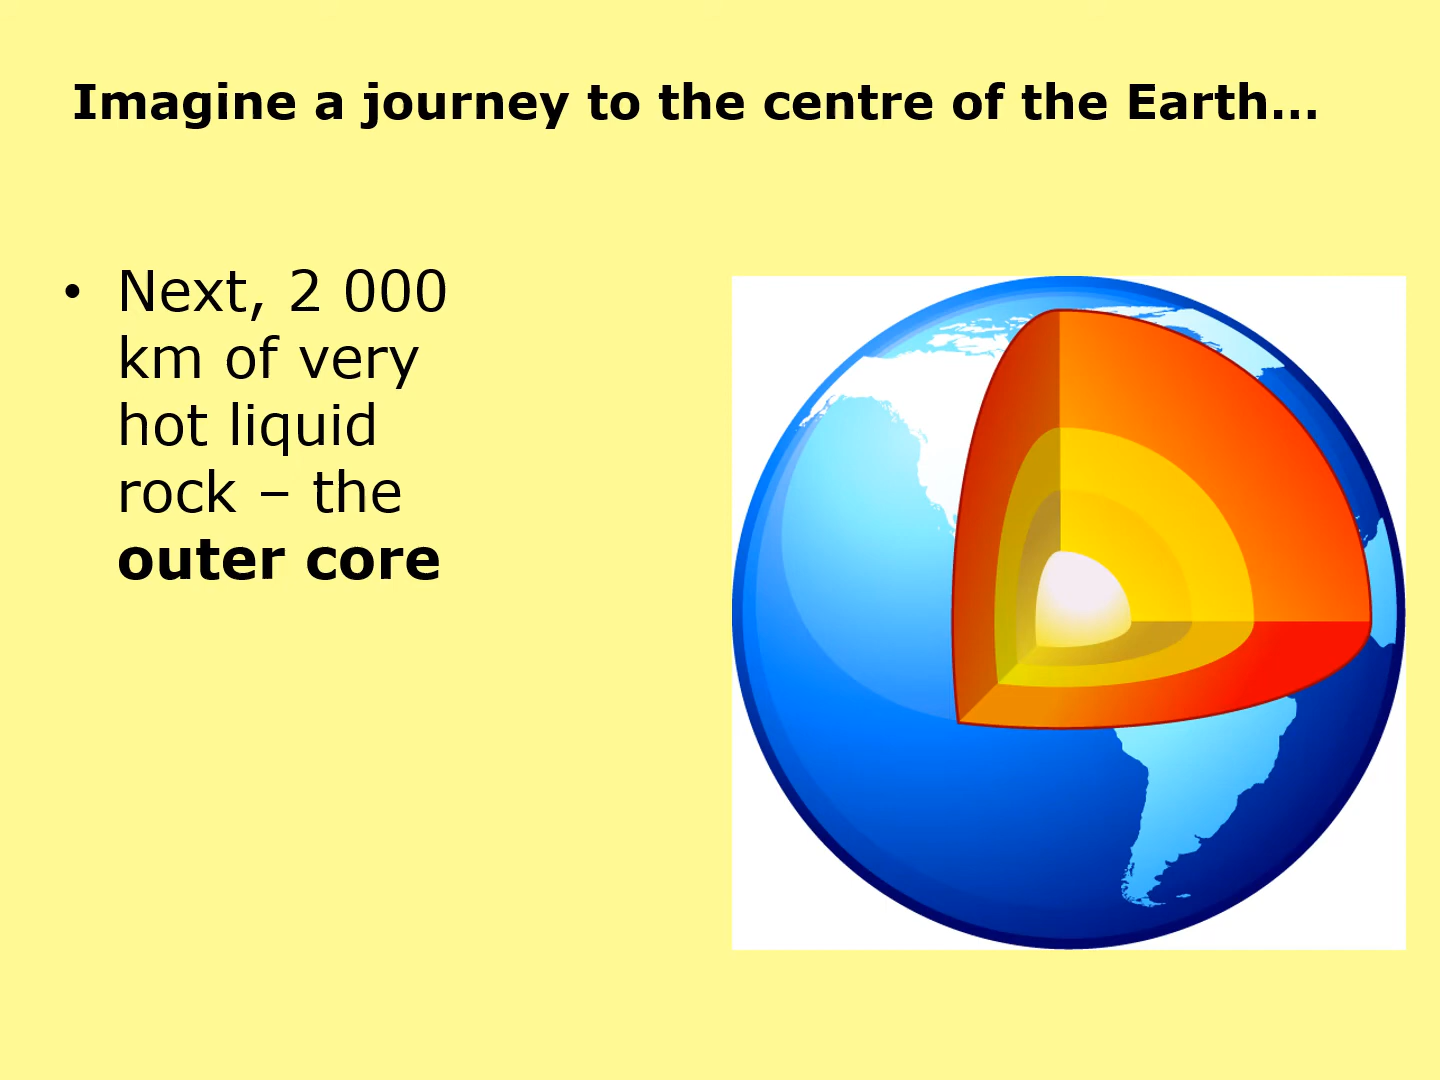 Imagine a journey to the centre of the Earth…
• Next, 2 000
km of very
hot liquid
rock – the
outer core